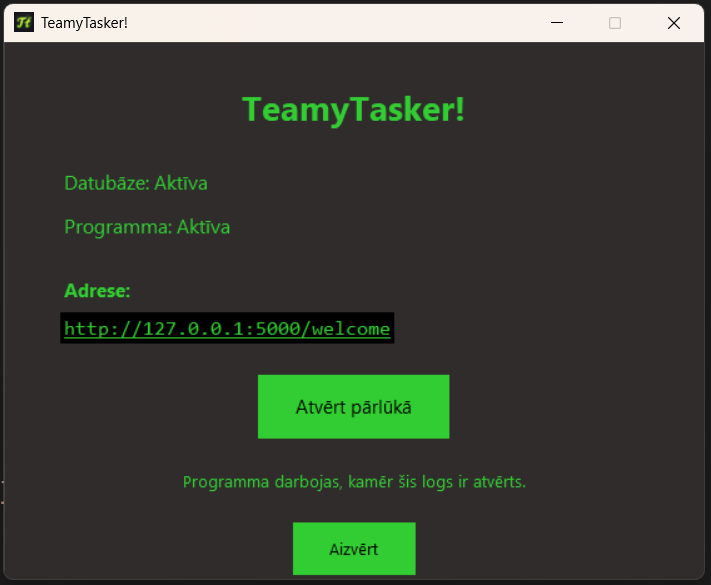 Tt TeamyTasker!
TeamyTasker!
Datubāze: Aktīva
Programma: Aktīva
Adrese:
http://127.0.0.1:5000/welcome
Atvērt pārlūkā
Programma darbojas, kamēr šis logs ir atvērts.
Aizvērt